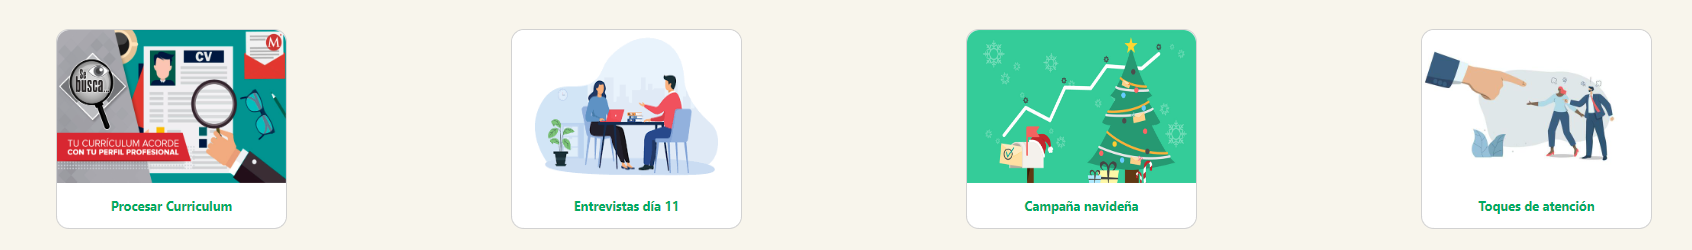 M
CV
Se
busca...
TU CURRÍCULUM ACORDE
CON TU PERFIL PROFESIONAL
Procesar Curriculum
Entrevistas día 11
Campaña navideña
Toques de atención